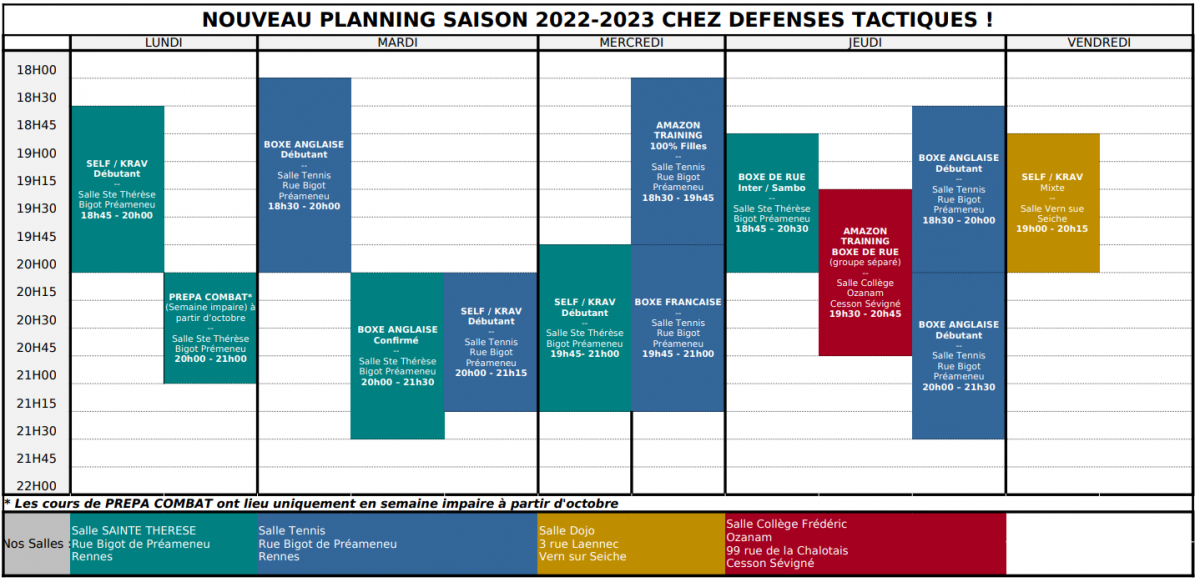 NOUVEAU PLANNING SAISON 2022-2023 CHEZ DEFENSES TACTIQUES !
LUNDI
MARDI
MERCREDI
JEUDI
VENDREDI
18H00
18H30
18H45
19H00
19H15
19H30
19H45
20H00
20H15
20H30
20H45
21H00
21H15
21H30
21H45
22H00
SELF / KRAV
Débutant
--
Salle Ste Thérèse
Bigot Préameneu
18h45 - 20h00
PREPA COMBAT*
(Semaine impaire) à
partir d'octobre
--
Salle Ste Thérèse
Bigot Prémeneu
20h00 - 21h00
BOXE ANGLAISE
Débutant
--
Salle Tennis
Rue Bigot
Préameneu
18h30 - 20h00
BOXE ANGLAISE
Confirmé
--
Salle Ste Thérèse
Bigot Préameneu
20h00 – 21h30
SELF / KRAV
Débutant
--
Salle Tennis
Rue Bigot
Préameneu
20h00 - 21h15
SELF / KRAV
Débutant
--
Salle Ste Thérèse
Bigot Préameneu
19h45- 21h00
AMAZON
TRAINING
100% Filles
--
Salle Tennis
Rue Bigot
Préameneu
18h30 - 19h45
BOXE FRANCAISE
--
Salle Tennis
Rue Bigot
Préameneu
19h45 - 21h00
BOXE DE RUE
Inter / Sambo
--
Salle Ste Thérèse
Bigot Préameneu
18h45 – 20h30
AMAZON
TRAINING
BOXE DE RUE
(groupe séparé)
--
Salle Collège
Ozanam
Cesson Sévigné
19h30 - 20h45
BOXE ANGLAISE
Débutant
--
Salle Tennis
Rue Bigot
Préameneu
18h30 – 20h00
BOXE ANGLAISE
Débutant
--
Salle Tennis
Rue Bigot
Préameneu
20h00 – 21h30
SELF / KRAV
Mixte
--
Salle Vern sue
Seiche
19h00 - 20h15
* Les cours de PREPA COMBAT ont lieu uniquement en semaine impaire à partir d'octobre
Nos Salles :
Salle SAINTE THERESE
Rue Bigot de Préameneu
Rennes
Salle Tennis
Rue Bigot de Préameneu
Rennes
Salle Dojo
3 rue Laennec
Vern sur Seiche
Salle Collège Frédéric
Ozanam
99 rue de la Chalotais
Cesson Sévigné